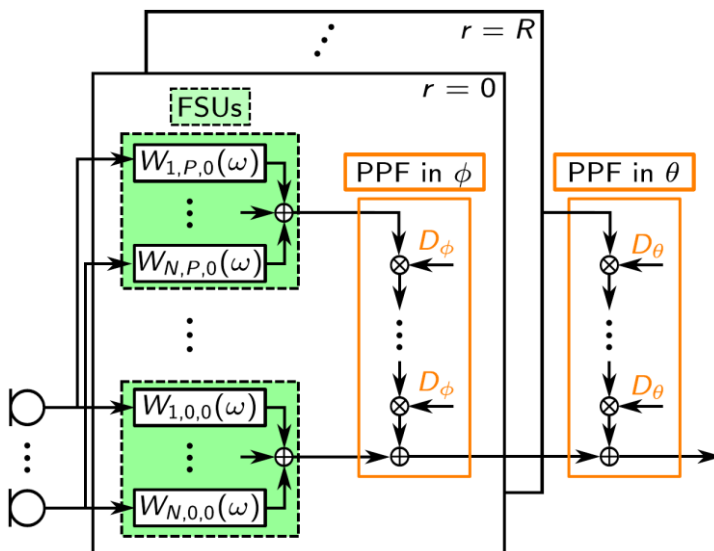 r = R
r = 0
FSUs
W_{1,P,0}(ω)
PPF in ϕ
PPF in θ
⋮
W_{N,P,0}(ω)
D_ϕ
D_θ
⋮
D_ϕ
D_θ
W_{1,0,0}(ω)
⋮
W_{N,0,0}(ω)